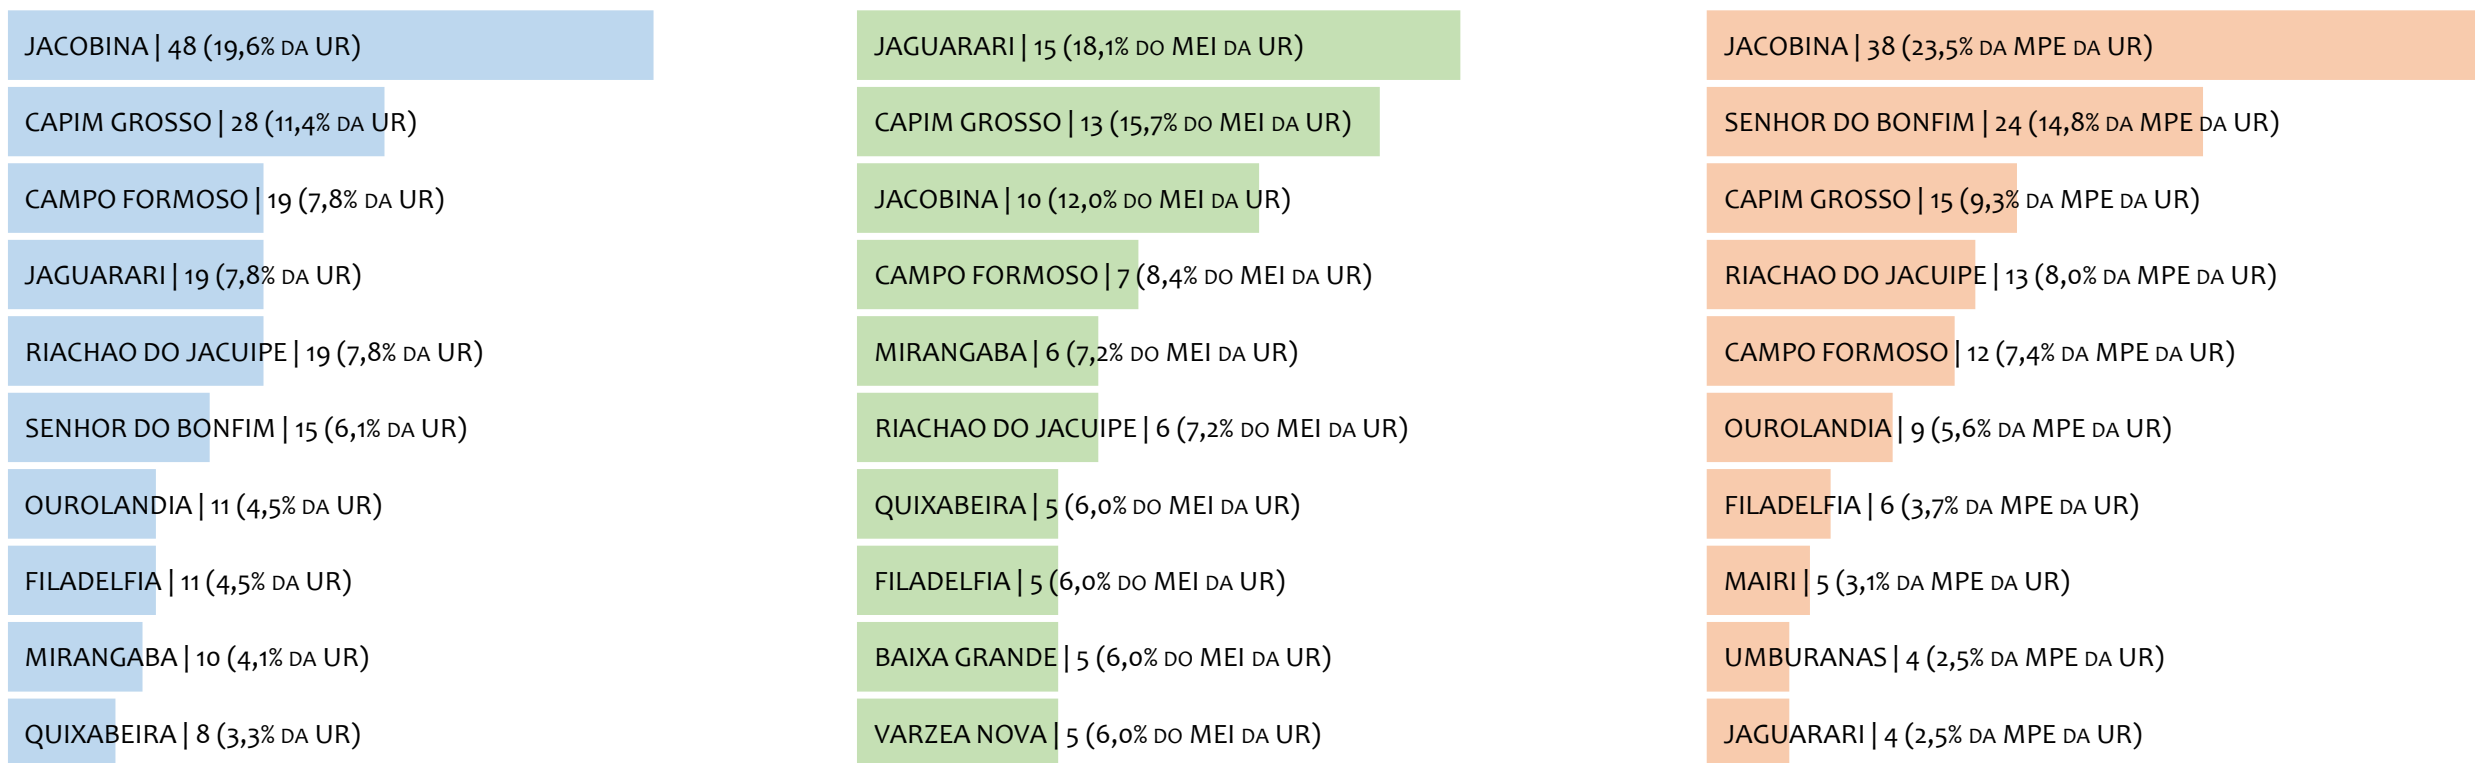 JACOBINA | 48 (19,6% DA UR)
CAPIM GROSSO | 28 (11,4% DA UR)
CAMPO FORMOSO | 19 (7,8% DA UR)
JAGUARARI | 19 (7,8% DA UR)
RIACHAO DO JACUIPE | 19 (7,8% DA UR)
SENHOR DO BONFIM | 15 (6,1% DA UR)
OUROLANDIA | 11 (4,5% DA UR)
FILADELFIA | 11 (4,5% DA UR)
MIRANGABA | 10 (4,1% DA UR)
QUIXABEIRA | 8 (3,3% DA UR)
JAGUARARI | 15 (18,1% DO MEI DA UR)
CAPIM GROSSO | 13 (15,7% DO MEI DA UR)
JACOBINA | 10 (12,0% DO MEI DA UR)
CAMPO FORMOSO | 7 (8,4% DO MEI DA UR)
MIRANGABA | 6 (7,2% DO MEI DA UR)
RIACHAO DO JACUIPE | 6 (7,2% DO MEI DA UR)
QUIXABEIRA | 5 (6,0% DO MEI DA UR)
FILADELFIA | 5 (6,0% DO MEI DA UR)
BAIXA GRANDE | 5 (6,0% DO MEI DA UR)
VARZEA NOVA | 5 (6,0% DO MEI DA UR)
JACOBINA | 38 (23,5% DA MPE DA UR)
SENHOR DO BONFIM | 24 (14,8% DA MPE DA UR)
CAPIM GROSSO | 15 (9,3% DA MPE DA UR)
RIACHAO DO JACUIPE | 13 (8,0% DA MPE DA UR)
CAMPO FORMOSO | 12 (7,4% DA MPE DA UR)
OUROLANDIA | 9 (5,6% DA MPE DA UR)
FILADELFIA | 6 (3,7% DA MPE DA UR)
MAIRI | 5 (3,1% DA MPE DA UR)
UMBURANAS | 4 (2,5% DA MPE DA UR)
JAGUARARI | 4 (2,5% DA MPE DA UR)